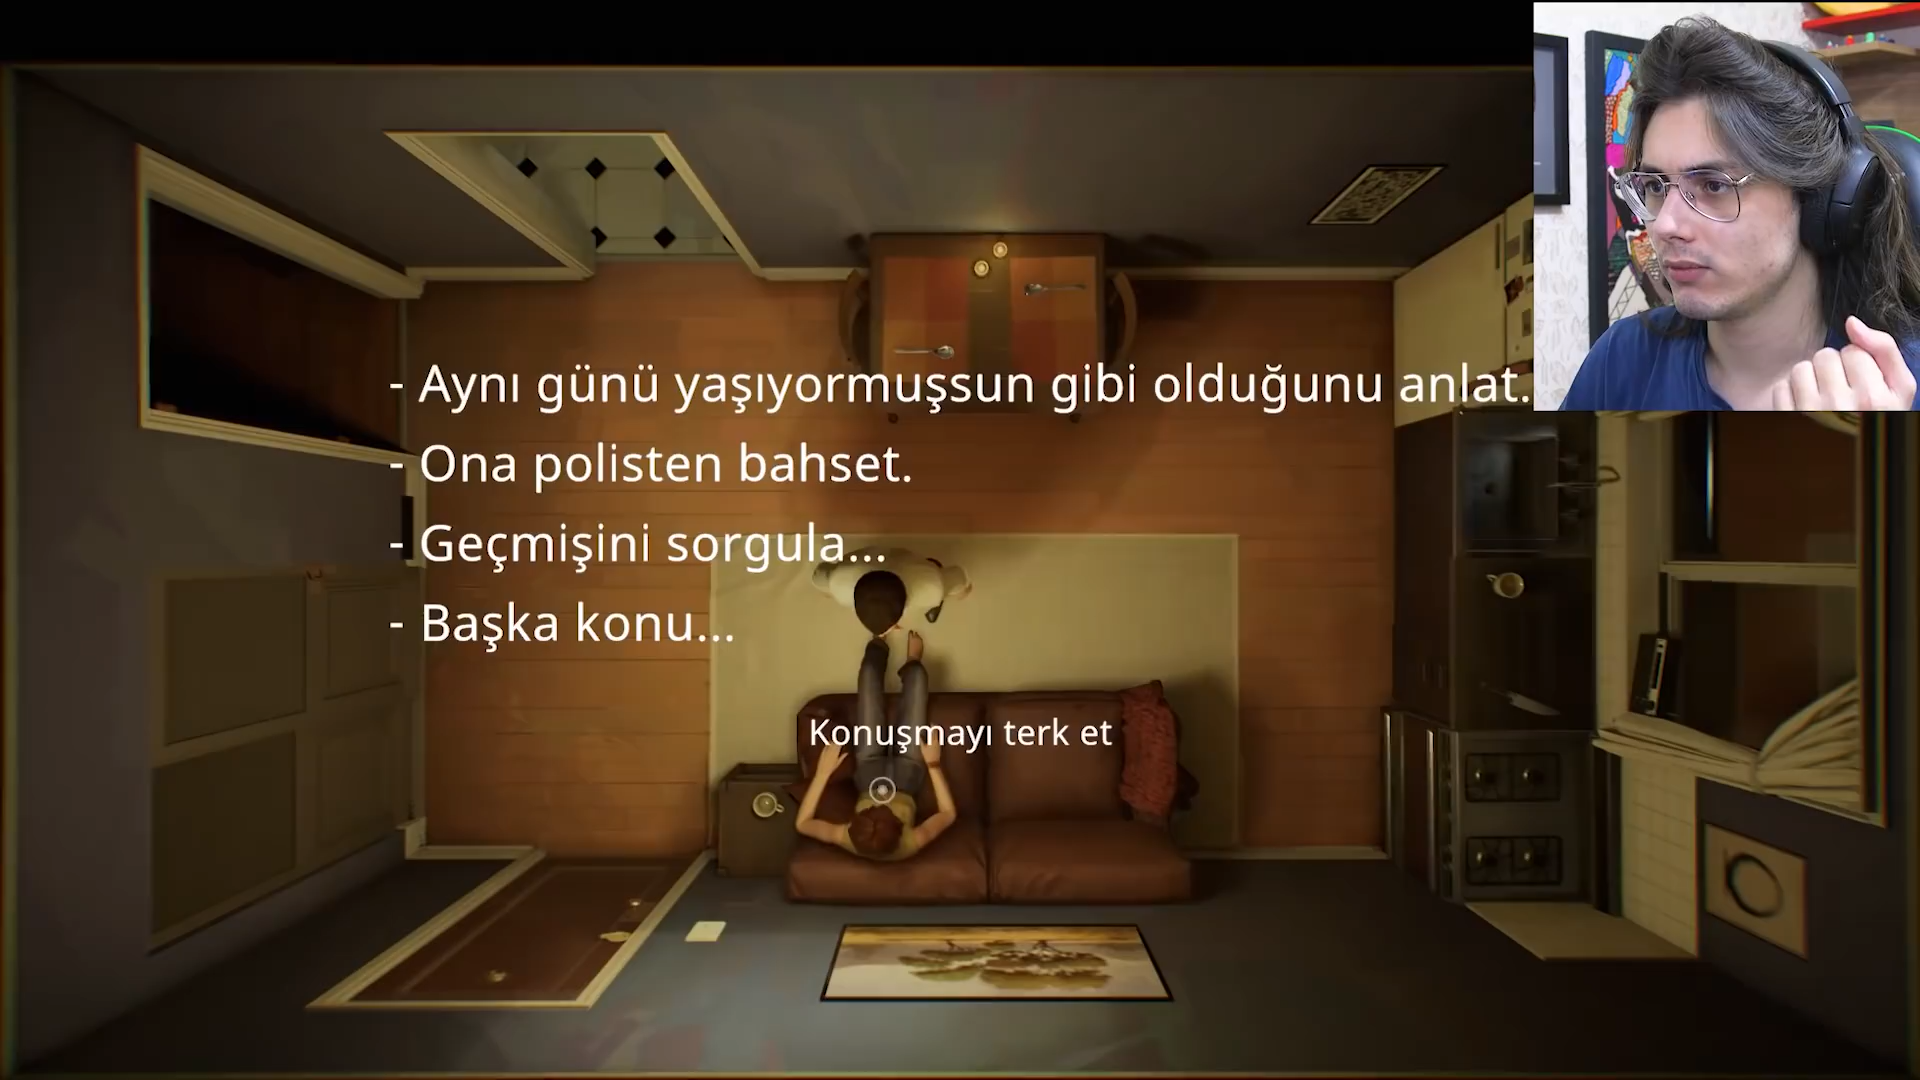 - Aynı günü yaşıyormuşsun gibi olduğunu anlat.
- Ona polisten bahset.
- Geçmişini sorgula...
- Başka konu...
Konuşmayı terk et